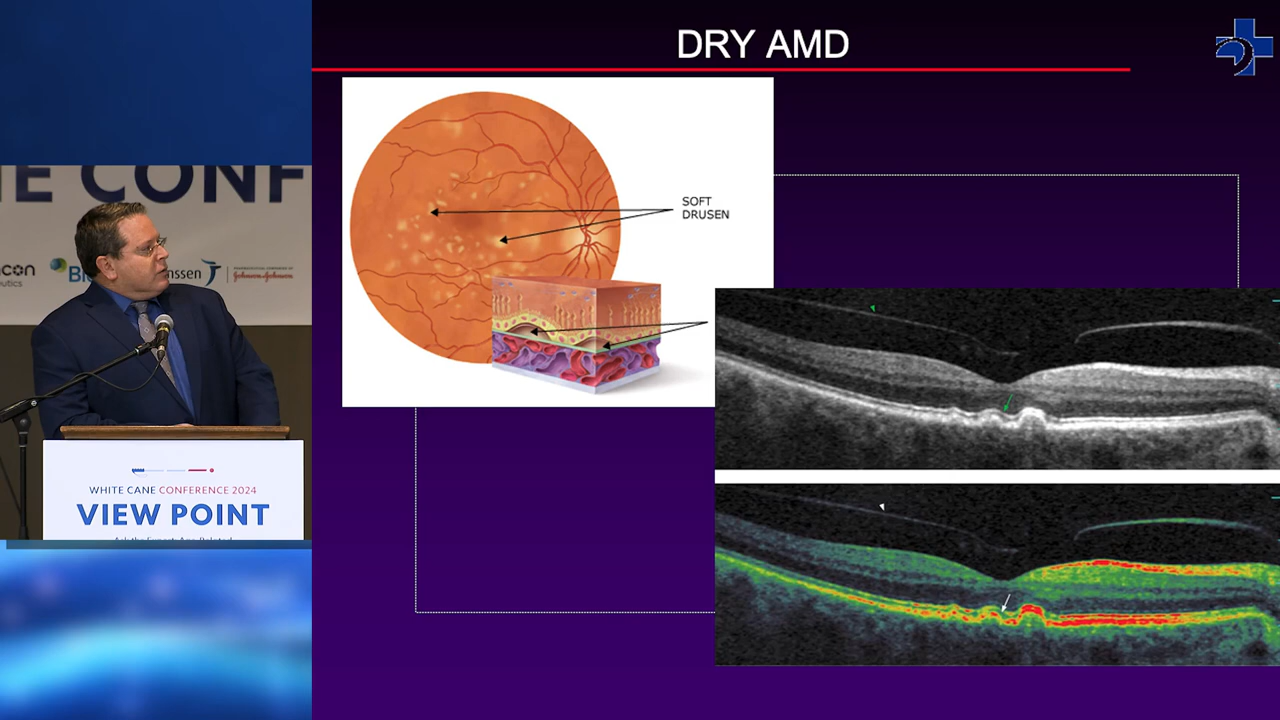 DRY AMD
SOFT
DRUSEN
E CONF
WHITE CANE CONFERENCE 2024
VIEW POINT